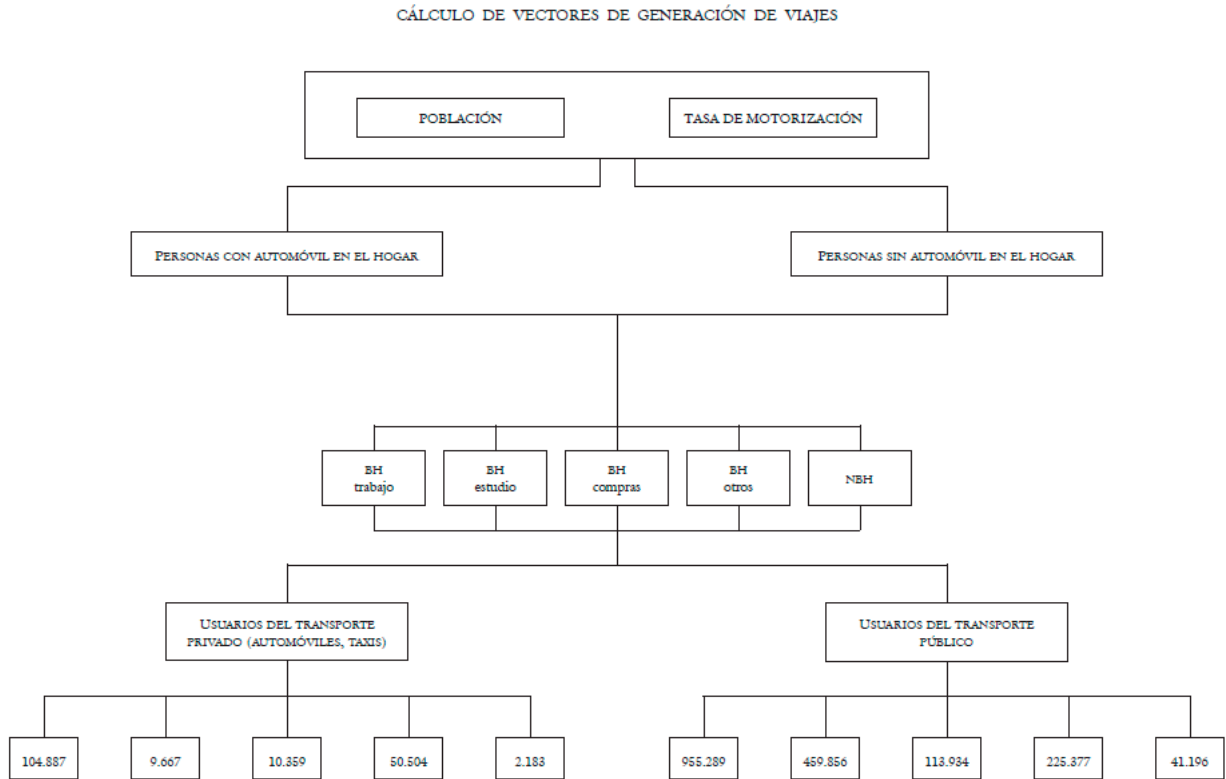 CÁLCULO DE VECTORES DE GENERACIÓN DE VIAJES
POBLACIÓN
TASA DE MOTORIZACIÓN
PERSONAS CON AUTOMÓVIL EN EL HOGAR
PERSONAS SIN AUTOMÓVIL EN EL HOGAR
BH
trabajo
BH
estudio
BH
compras
BH
otros
NBH
USUARIOS DEL TRANSPORTE
PRIVADO (AUTOMÓVILES, TAXIS)
USUARIOS DEL TRANSPORTE
PÚBLICO
104.887
9.667
10.359
50.504
2.183
955.289
459.856
113.934
225.377
41.196